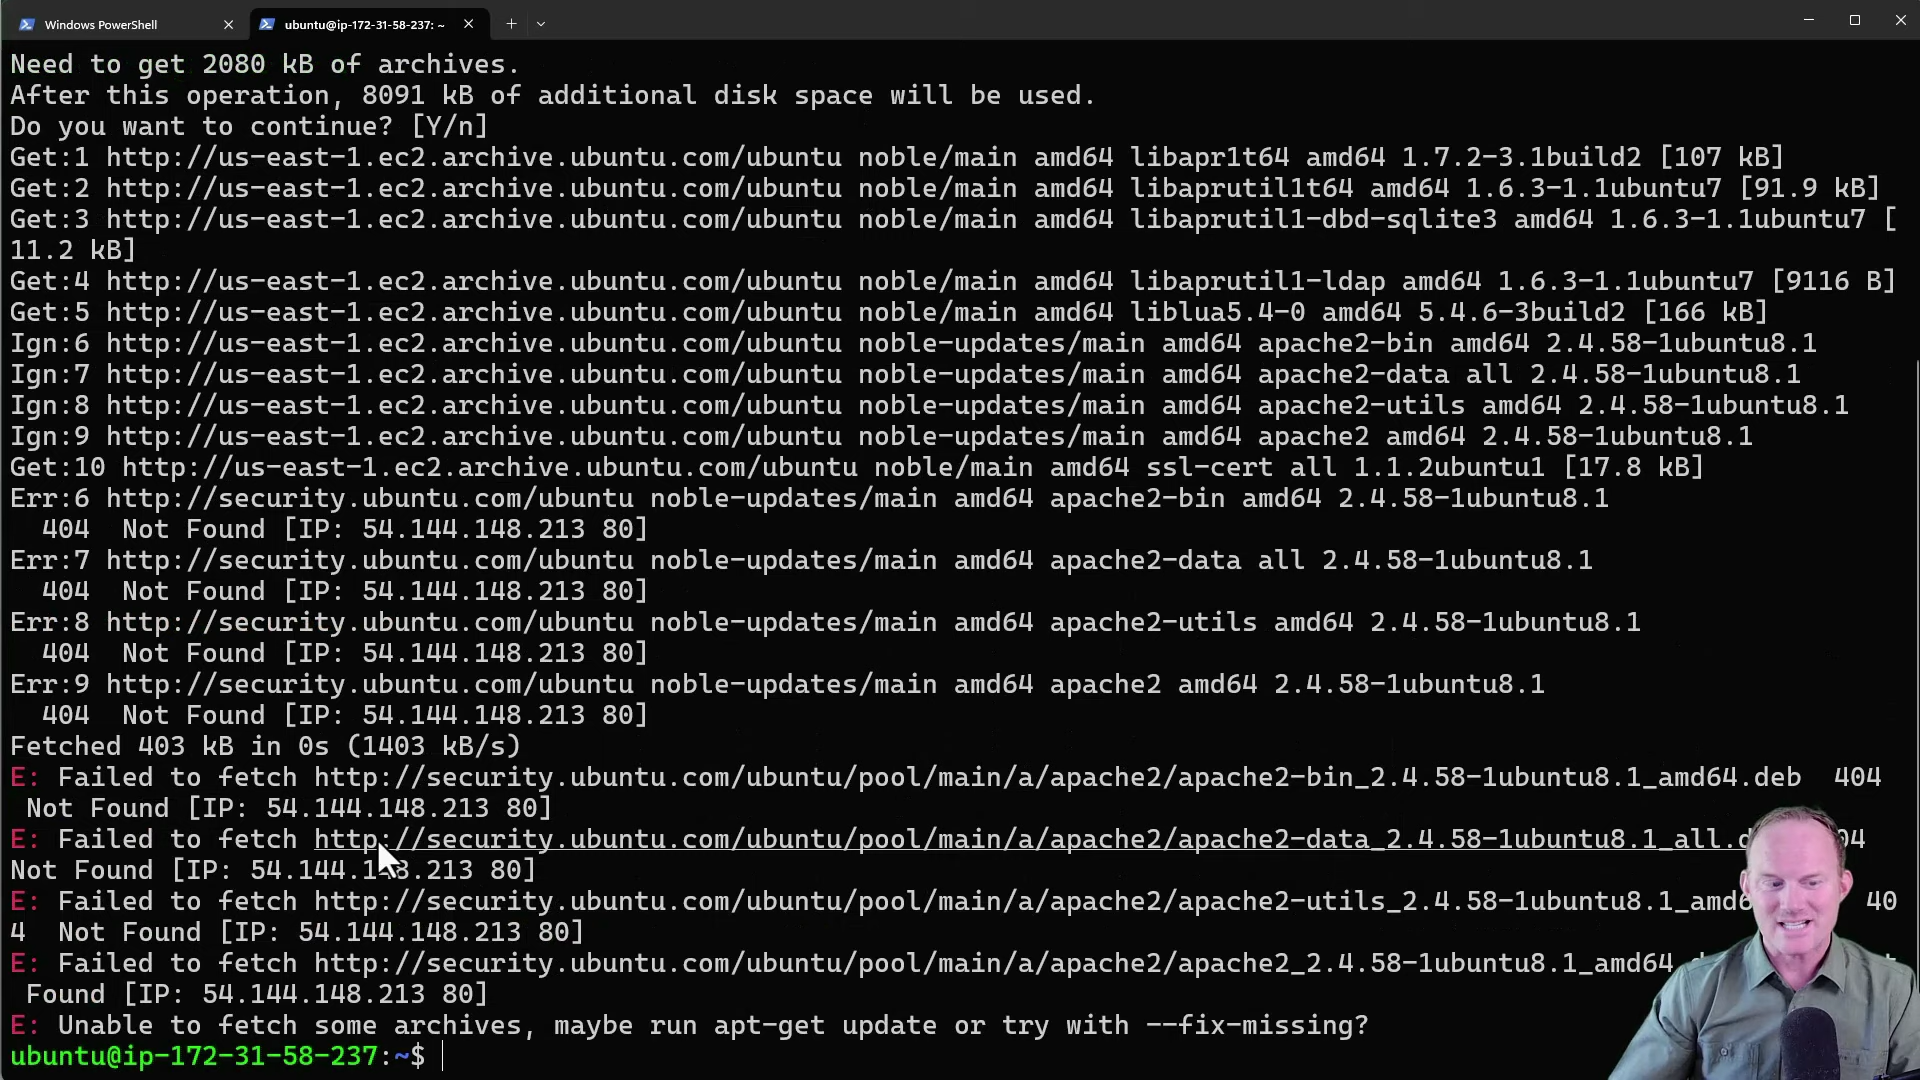 Windows PowerShell
ubuntu@ip-172-31-58-237: ~
Need to get 2080 kB of archives.
After this operation, 8091 kB of additional disk space will be used.
Do you want to continue? [Y/n]
Get:1 http://us-east-1.ec2.archive.ubuntu.com/ubuntu noble/main amd64 libapr1t64 amd64 1.7.2-3.1build2 [107 kB]
Get:2 http://us-east-1.ec2.archive.ubuntu.com/ubuntu noble/main amd64 libaprutil1t64 amd64 1.6.3-1.1ubuntu7 [91.9 kB]
Get:3 http://us-east-1.ec2.archive.ubuntu.com/ubuntu noble/main amd64 libaprutil1-dbd-sqlite3 amd64 1.6.3-1.1ubuntu7 [
11.2 kB]
Get:4 http://us-east-1.ec2.archive.ubuntu.com/ubuntu noble/main amd64 libaprutil1-ldap amd64 1.6.3-1.1ubuntu7 [9116 B]
Get:5 http://us-east-1.ec2.archive.ubuntu.com/ubuntu noble/main amd64 liblua5.4-0 amd64 5.4.6-3build2 [166 kB]
Ign:6 http://us-east-1.ec2.archive.ubuntu.com/ubuntu noble-updates/main amd64 apache2-bin amd64 2.4.58-1ubuntu8.1
Ign:7 http://us-east-1.ec2.archive.ubuntu.com/ubuntu noble-updates/main amd64 apache2-data all 2.4.58-1ubuntu8.1
Ign:8 http://us-east-1.ec2.archive.ubuntu.com/ubuntu noble-updates/main amd64 apache2-utils amd64 2.4.58-1ubuntu8.1
Ign:9 http://us-east-1.ec2.archive.ubuntu.com/ubuntu noble-updates/main amd64 apache2 amd64 2.4.58-1ubuntu8.1
Get:10 http://us-east-1.ec2.archive.ubuntu.com/ubuntu noble/main amd64 ssl-cert all 1.1.2ubuntu1 [17.8 kB]
Err:6 http://security.ubuntu.com/ubuntu noble-updates/main amd64 apache2-bin amd64 2.4.58-1ubuntu8.1
  404  Not Found [IP: 54.144.148.213 80]
Err:7 http://security.ubuntu.com/ubuntu noble-updates/main amd64 apache2-data all 2.4.58-1ubuntu8.1
  404  Not Found [IP: 54.144.148.213 80]
Err:8 http://security.ubuntu.com/ubuntu noble-updates/main amd64 apache2-utils amd64 2.4.58-1ubuntu8.1
  404  Not Found [IP: 54.144.148.213 80]
Err:9 http://security.ubuntu.com/ubuntu noble-updates/main amd64 apache2 amd64 2.4.58-1ubuntu8.1
  404  Not Found [IP: 54.144.148.213 80]
Fetched 403 kB in 0s (1403 kB/s)
E: Failed to fetch http://security.ubuntu.com/ubuntu/pool/main/a/apache2/apache2-bin_2.4.58-1ubuntu8.1_amd64.deb  404
 Not Found [IP: 54.144.148.213 80]
E: Failed to fetch http://security.ubuntu.com/ubuntu/pool/main/a/apache2/apache2-data_2.4.58-1ubuntu8.1_all.d 04
Not Found [IP: 54.144.148.213 80]
E: Failed to fetch http://security.ubuntu.com/ubuntu/pool/main/a/apache2/apache2-utils_2.4.58-1ubuntu8.1_amd6 40
4  Not Found [IP: 54.144.148.213 80]
E: Failed to fetch http://security.ubuntu.com/ubuntu/pool/main/a/apache2/apache2_2.4.58-1ubuntu8.1_amd64
 Found [IP: 54.144.148.213 80]
E: Unable to fetch some archives, maybe run apt-get update or try with --fix-missing?
ubuntu@ip-172-31-58-237:~$